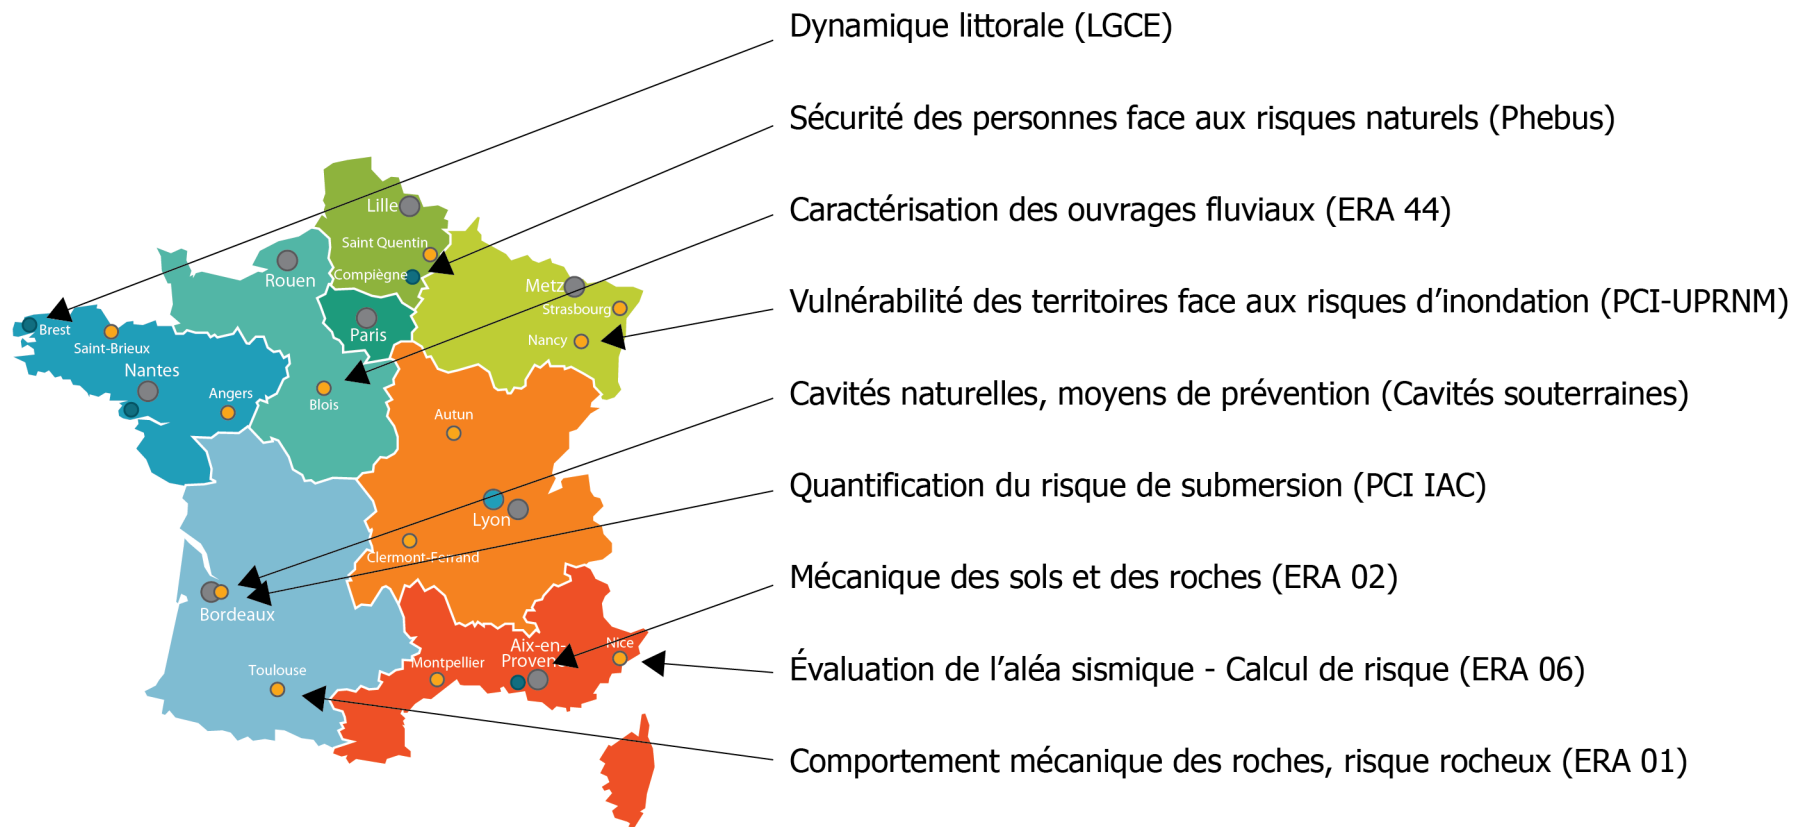 Dynamique littorale (LGCE)
Sécurité des personnes face aux risques naturels (Phebus)
Caractérisation des ouvrages fluviaux (ERA 44)
Vulnérabilité des territoires face aux risques d’inondation (PCI-UPRNM)
Cavités naturelles, moyens de prévention (Cavités souterraines)
Quantification du risque de submersion (PCI IAC)
Mécanique des sols et des roches (ERA 02)
Évaluation de l’aléa sismique - Calcul de risque (ERA 06)
Comportement mécanique des roches, risque rocheux (ERA 01)
Lille
Saint Quentin
Compiègne
Rouen
Metz
Strasbourg
Paris
Nancy
Brest
Saint-Brieux
Nantes
Angers
Blois
Autun
Lyon
Clermont-Ferrand
Bordeaux
Toulouse
Montpellier
Aix-en-
Provence
Nice